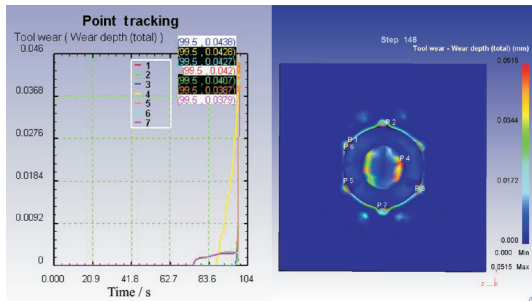 Point tracking
Tool wear ( Wear depth (total) )
0.046
0.0368
0.0276
0.0184
0.0092
0
0.000 20.9 41.8 62.7 83.6 104
Time / s
1
2
3
4
5
6
7
(99.5 , 0.0438)
(99.5 , 0.0428)
(99.5 , 0.0427)
(99.5 , 0.042)
(99.5 , 0.0407)
(99.5 , 0.0387)
(99.5 , 0.0379)
Step 146
Tool wear - Wear depth (total) (mm)
0.0515
0.0344
0.0172
0.000
0.000 Min
0.0515 Max
P 1
P 2
P 6
P 4
P 5
P 7